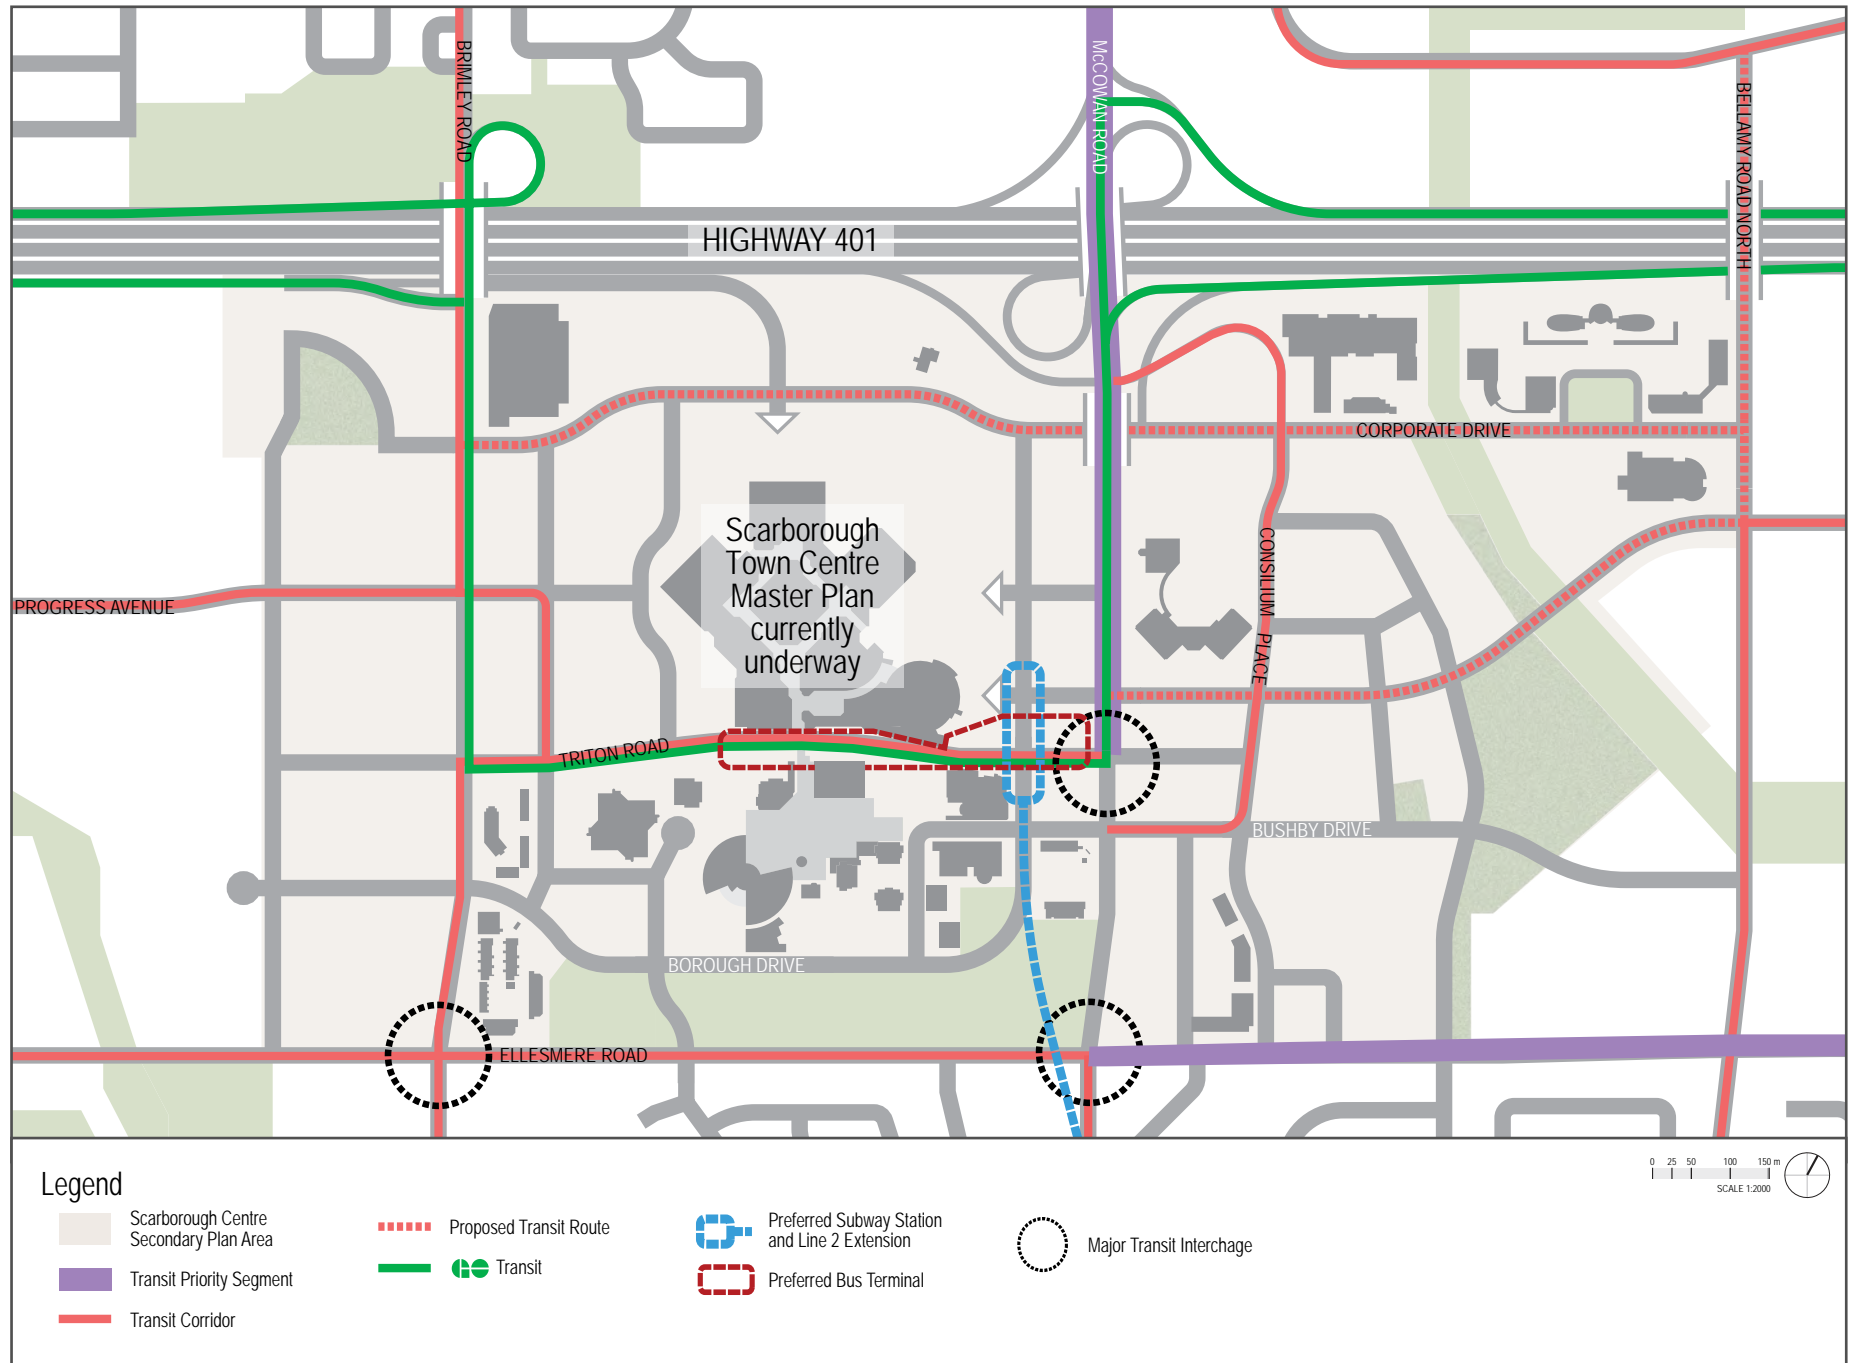 BRIMLEY ROAD
McCOWAN ROAD
BELLAMY ROAD NORTH
HIGHWAY 401
CORPORATE DRIVE
Scarborough
Town Centre
Master Plan
currently
underway
CONSILIUM PLACE
PROGRESS AVENUE
TRITON ROAD
BUSHBY DRIVE
BOROUGH DRIVE
ELLESMERE ROAD
Legend
Scarborough Centre
Secondary Plan Area
Transit Priority Segment
Transit Corridor
Proposed Transit Route
GO Transit
Preferred Subway Station
and Line 2 Extension
Preferred Bus Terminal
Major Transit Interchange
0 25 50 100 150 m
SCALE 1:2000